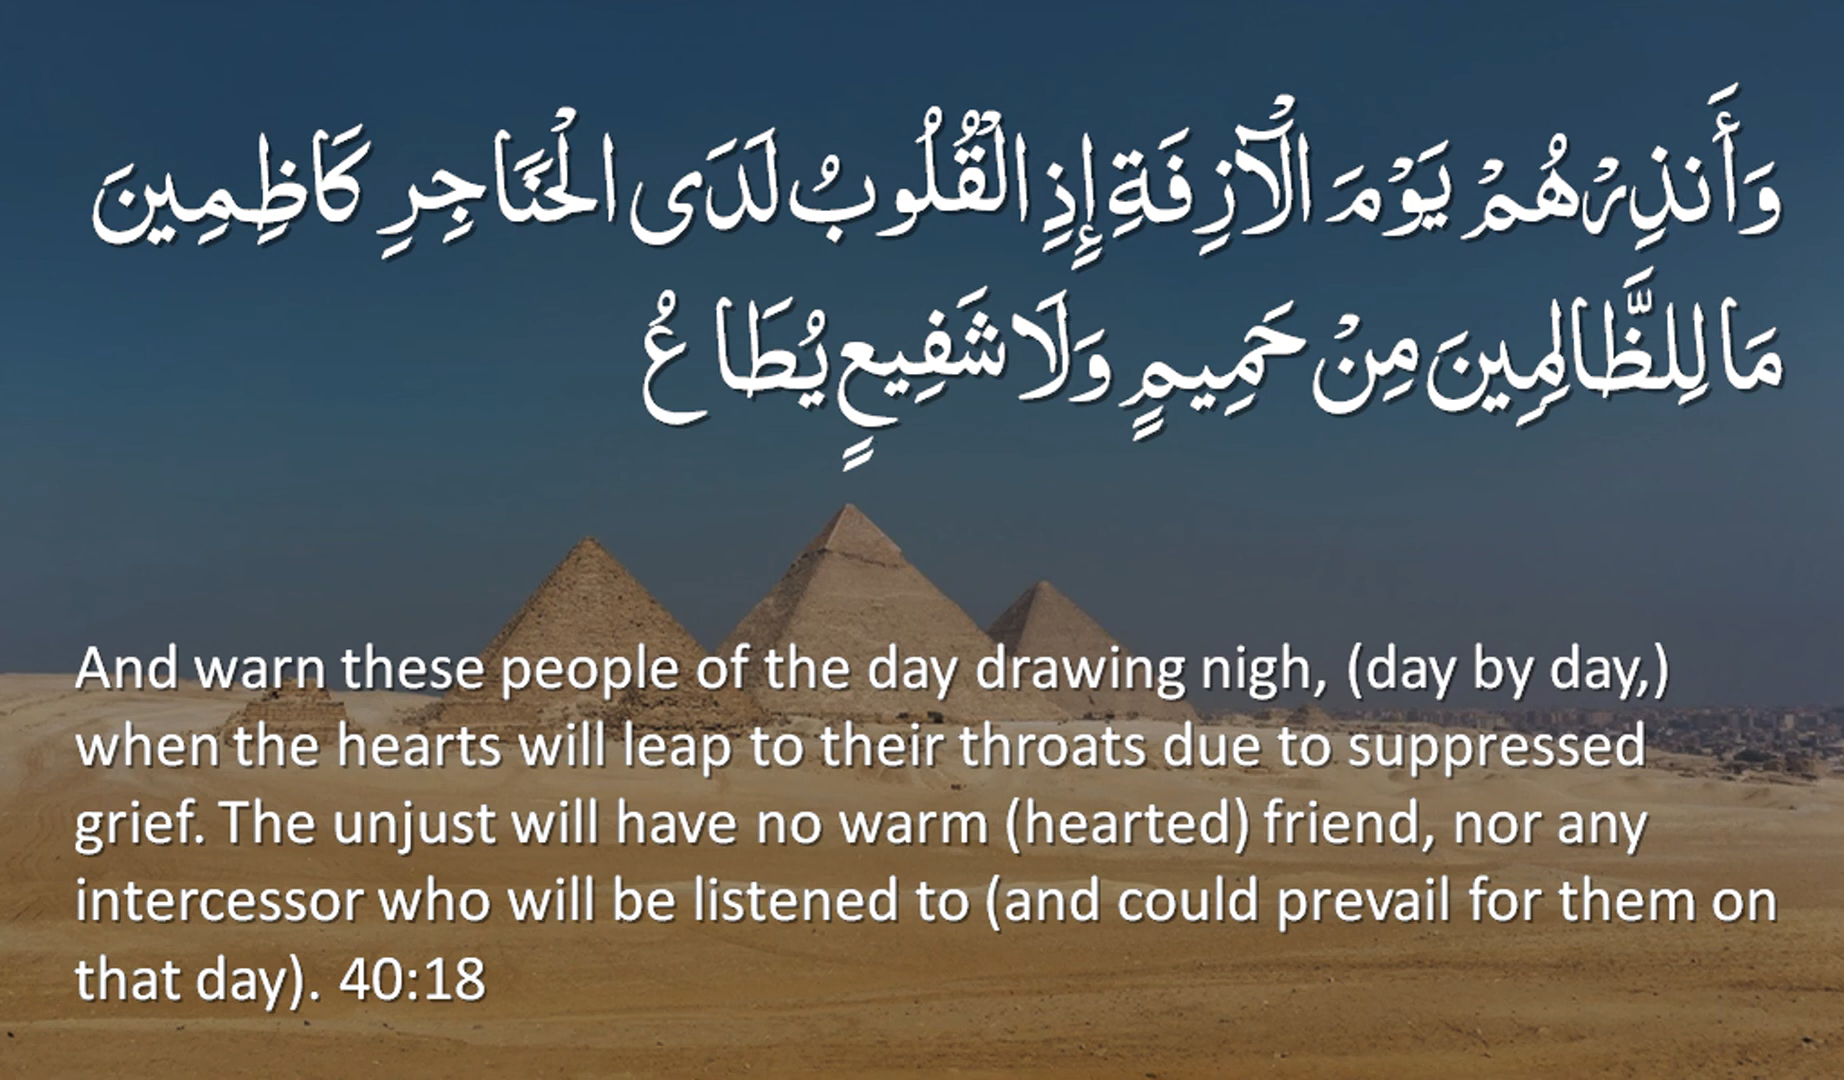 وَأَنذِرْهُمْ يَوْمَ الْآزِفَةِ إِذِ الْقُلُوبُ لَدَى الْحَنَاجِرِ كَاظِمِينَ
مَا لِلظَّالِمِينَ مِنْ حَمِيمٍ وَلَا شَفِيعٍ يُطَاعُ
And warn these people of the day drawing nigh, (day by day,)
when the hearts will leap to their throats due to suppressed
grief. The unjust will have no warm (hearted) friend, nor any
intercessor who will be listened to (and could prevail for them on
that day). 40:18